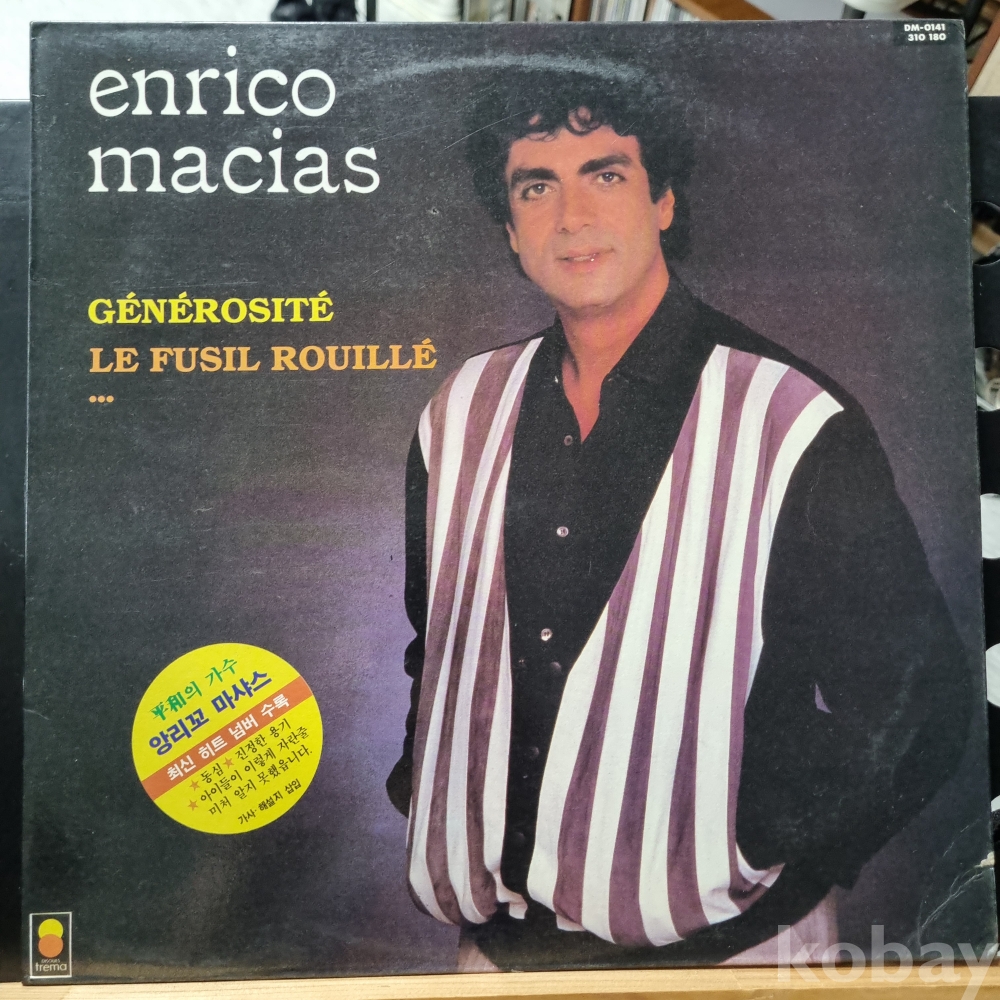 DM-0141
310 180
enrico
macias
GÉNÉROSITÉ
LE FUSIL ROUILLÉ
...
平和의 가수
앙리꼬 마샤스
최신 히트 넘버 수록
★동심 ★진정한 용기
★아이들이 이렇게 자란줄
미처 알지 못했읍니다.
가사·해설지 삽입
DISQUES
trema
kobay